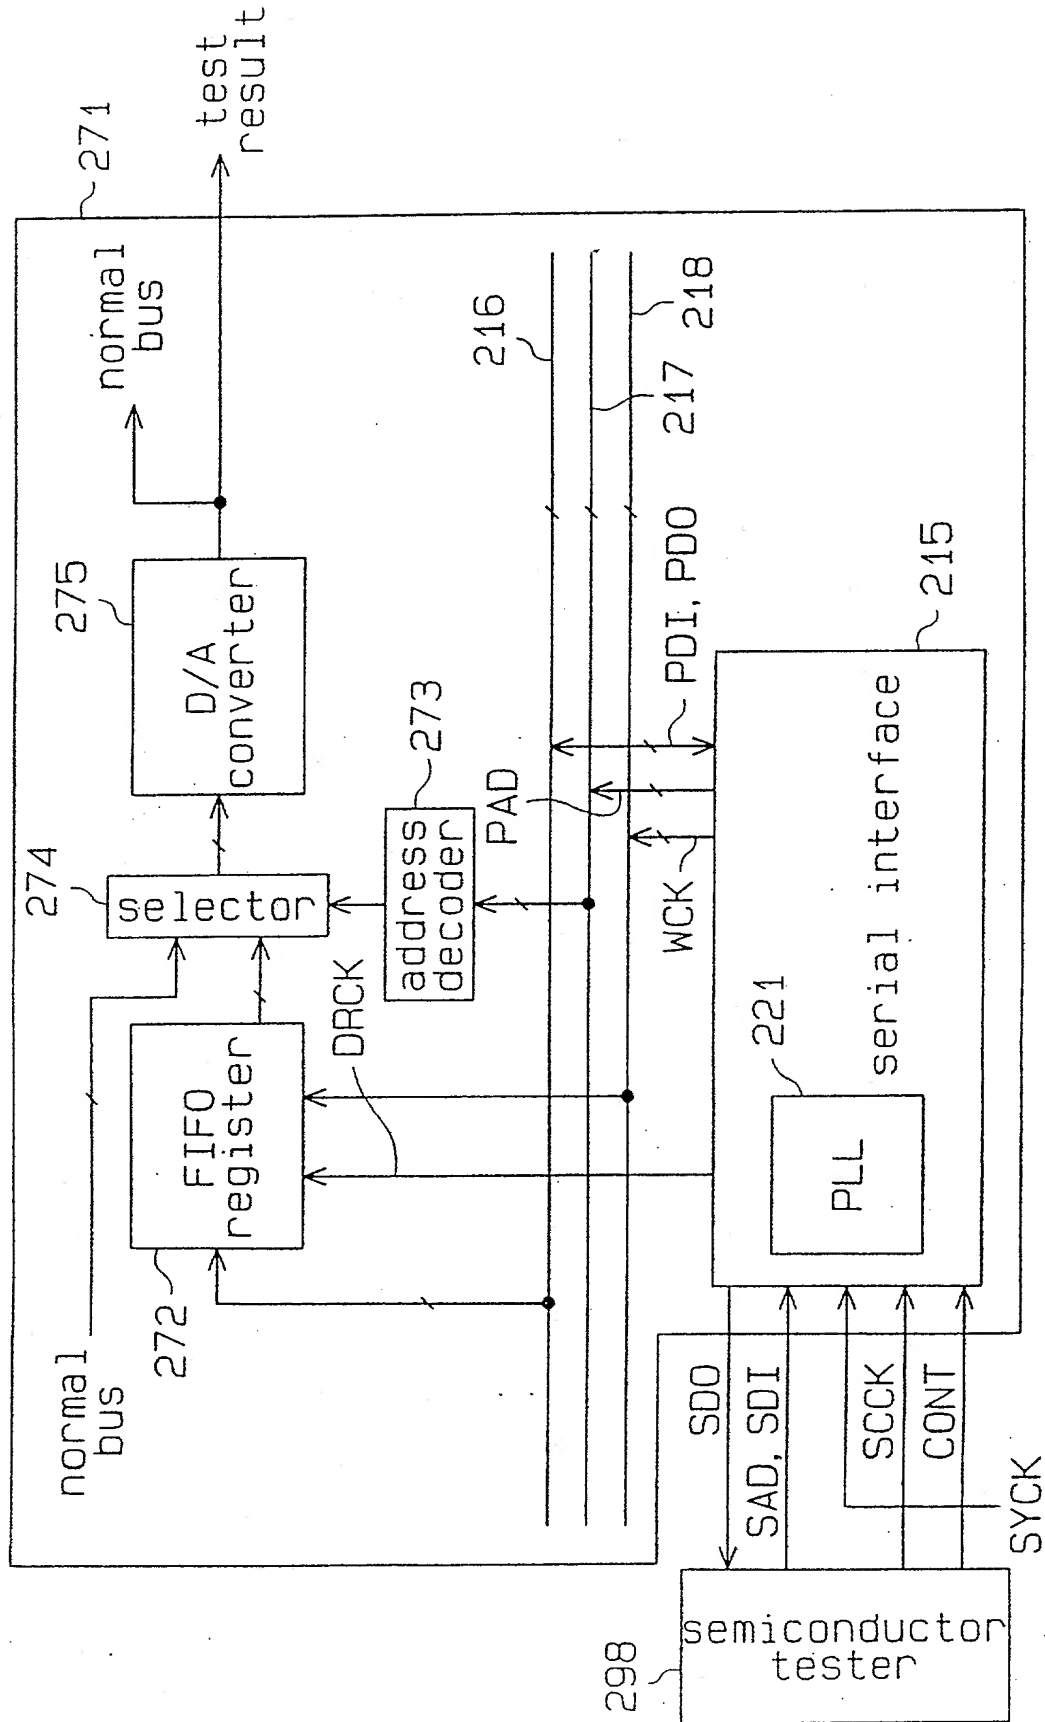 271
normal
bus
test
result
275
D/A
converter
274
selector
273
address
decoder
normal
bus
272
FIFO
register
DRCK
PAD
WCK
PDI, PDO
216
217
218
215
serial interface
221
PLL
SDO
SAD, SDI
SCCK
CONT
SYCK
298
semiconductor
tester